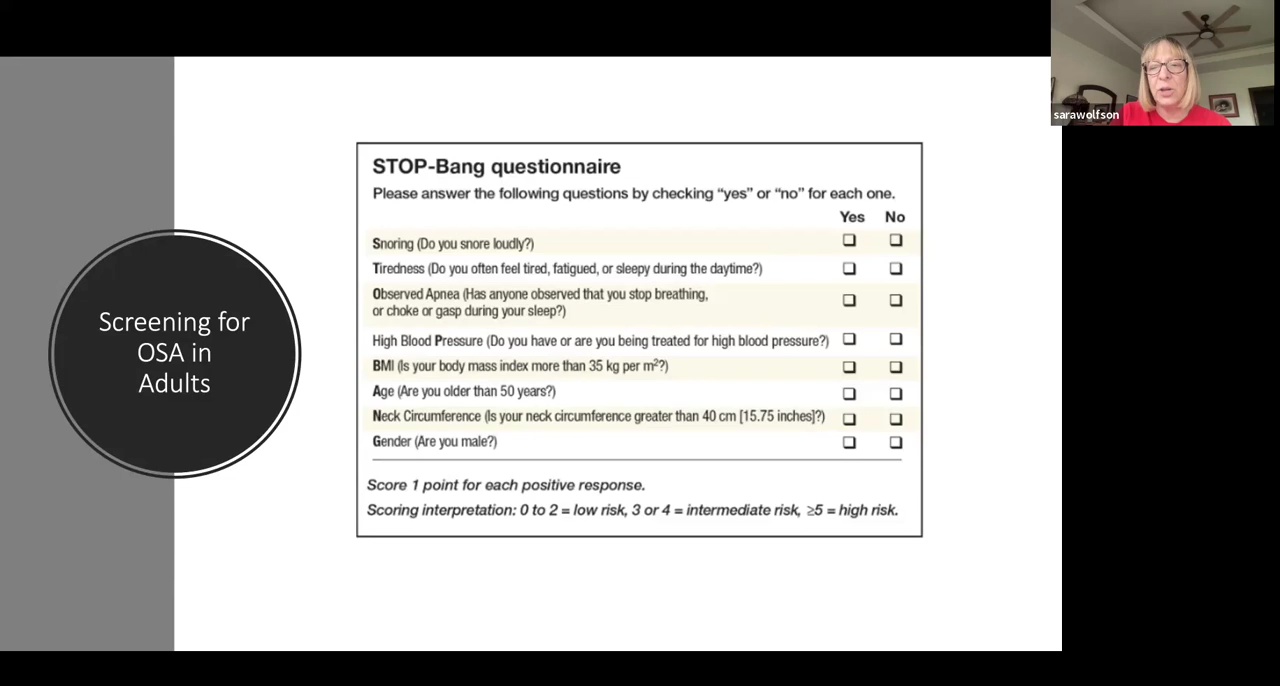 sarawolfson
Screening for
OSA in
Adults
STOP-Bang questionnaire
Please answer the following questions by checking “yes” or “no” for each one.
Yes No
Snoring (Do you snore loudly?)
Tiredness (Do you often feel tired, fatigued, or sleepy during the daytime?)
Observed Apnea (Has anyone observed that you stop breathing,
or choke or gasp during your sleep?)
High Blood Pressure (Do you have or are you being treated for high blood pressure?)
BMI (Is your body mass index more than 35 kg per m²?)
Age (Are you older than 50 years?)
Neck Circumference (Is your neck circumference greater than 40 cm [15.75 inches]?)
Gender (Are you male?)
Score 1 point for each positive response.
Scoring interpretation: 0 to 2 = low risk, 3 or 4 = intermediate risk, ≥5 = high risk.